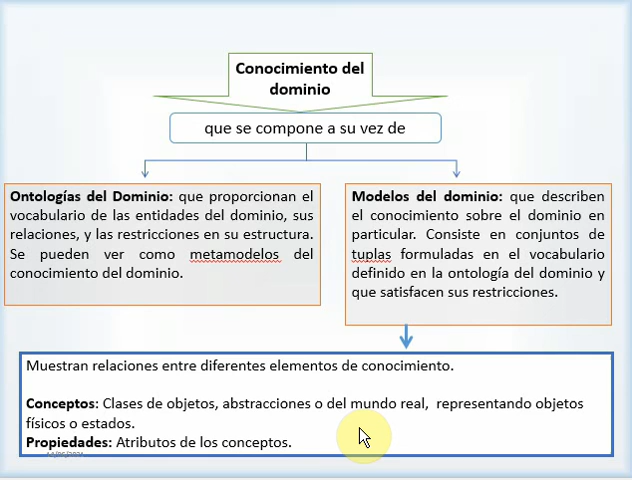 Conocimiento del
dominio
que se compone a su vez de
Ontologías del Dominio: que proporcionan el
vocabulario de las entidades del dominio, sus
relaciones, y las restricciones en su estructura.
Se pueden ver como metamodelos del
conocimiento del dominio.
Modelos del dominio: que describen
el conocimiento sobre el dominio en
particular. Consiste en conjuntos de
tuplas formuladas en el vocabulario
definido en la ontología del dominio y
que satisfacen sus restricciones.
Muestran relaciones entre diferentes elementos de conocimiento.
Conceptos: Clases de objetos, abstracciones o del mundo real, representando objetos
físicos o estados.
Propiedades: Atributos de los conceptos.